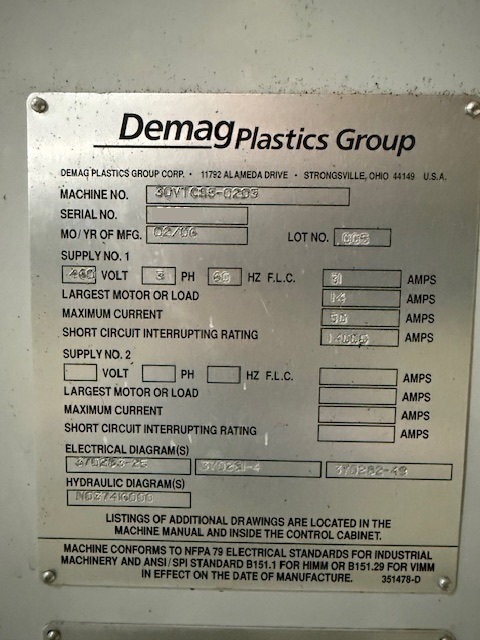 Demag Plastics Group
DEMAG PLASTICS GROUP CORP. • 11792 ALAMEDA DRIVE • STRONGSVILLE, OHIO 44149 U.S.A.
MACHINE NO.
SERIAL NO.
MO/YR OF MFG. 02/06 LOT NO.
SUPPLY NO. 1
460 VOLT 3 PH 60 HZ F.L.C. 31 AMPS
LARGEST MOTOR OR LOAD 14 AMPS
MAXIMUM CURRENT AMPS
SHORT CIRCUIT INTERRUPTING RATING AMPS
SUPPLY NO. 2
VOLT PH HZ F.L.C. AMPS
LARGEST MOTOR OR LOAD AMPS
MAXIMUM CURRENT AMPS
SHORT CIRCUIT INTERRUPTING RATING AMPS
ELECTRICAL DIAGRAM(S)
HYDRAULIC DIAGRAM(S)
LISTINGS OF ADDITIONAL DRAWINGS ARE LOCATED IN THE
MACHINE MANUAL AND INSIDE THE CONTROL CABINET.
MACHINE CONFORMS TO NFPA 79 ELECTRICAL STANDARDS FOR INDUSTRIAL
MACHINERY AND ANSI/SPI STANDARD B151.1 FOR HIMM OR B151.29 FOR VIMM
IN EFFECT ON THE DATE OF MANUFACTURE. 351478-D